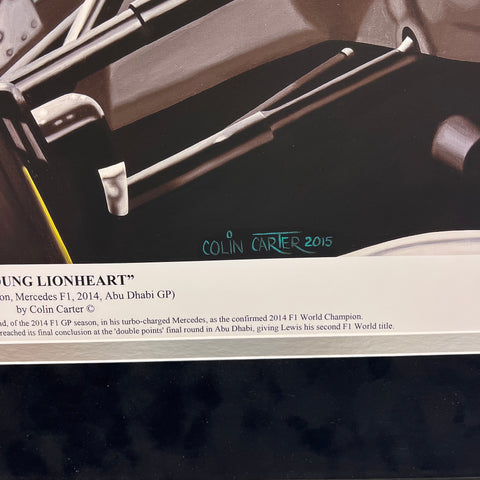 COLIN CARTER 2015
OUNG LIONHEART”
on, Mercedes F1, 2014, Abu Dhabi GP)
by Colin Carter ©
nd, of the 2014 F1 GP season, in his turbo-charged Mercedes, as the confirmed 2014 F1 World Champion.
reached its final conclusion at the 'double points' final round in Abu Dhabi, giving Lewis his second F1 World title.